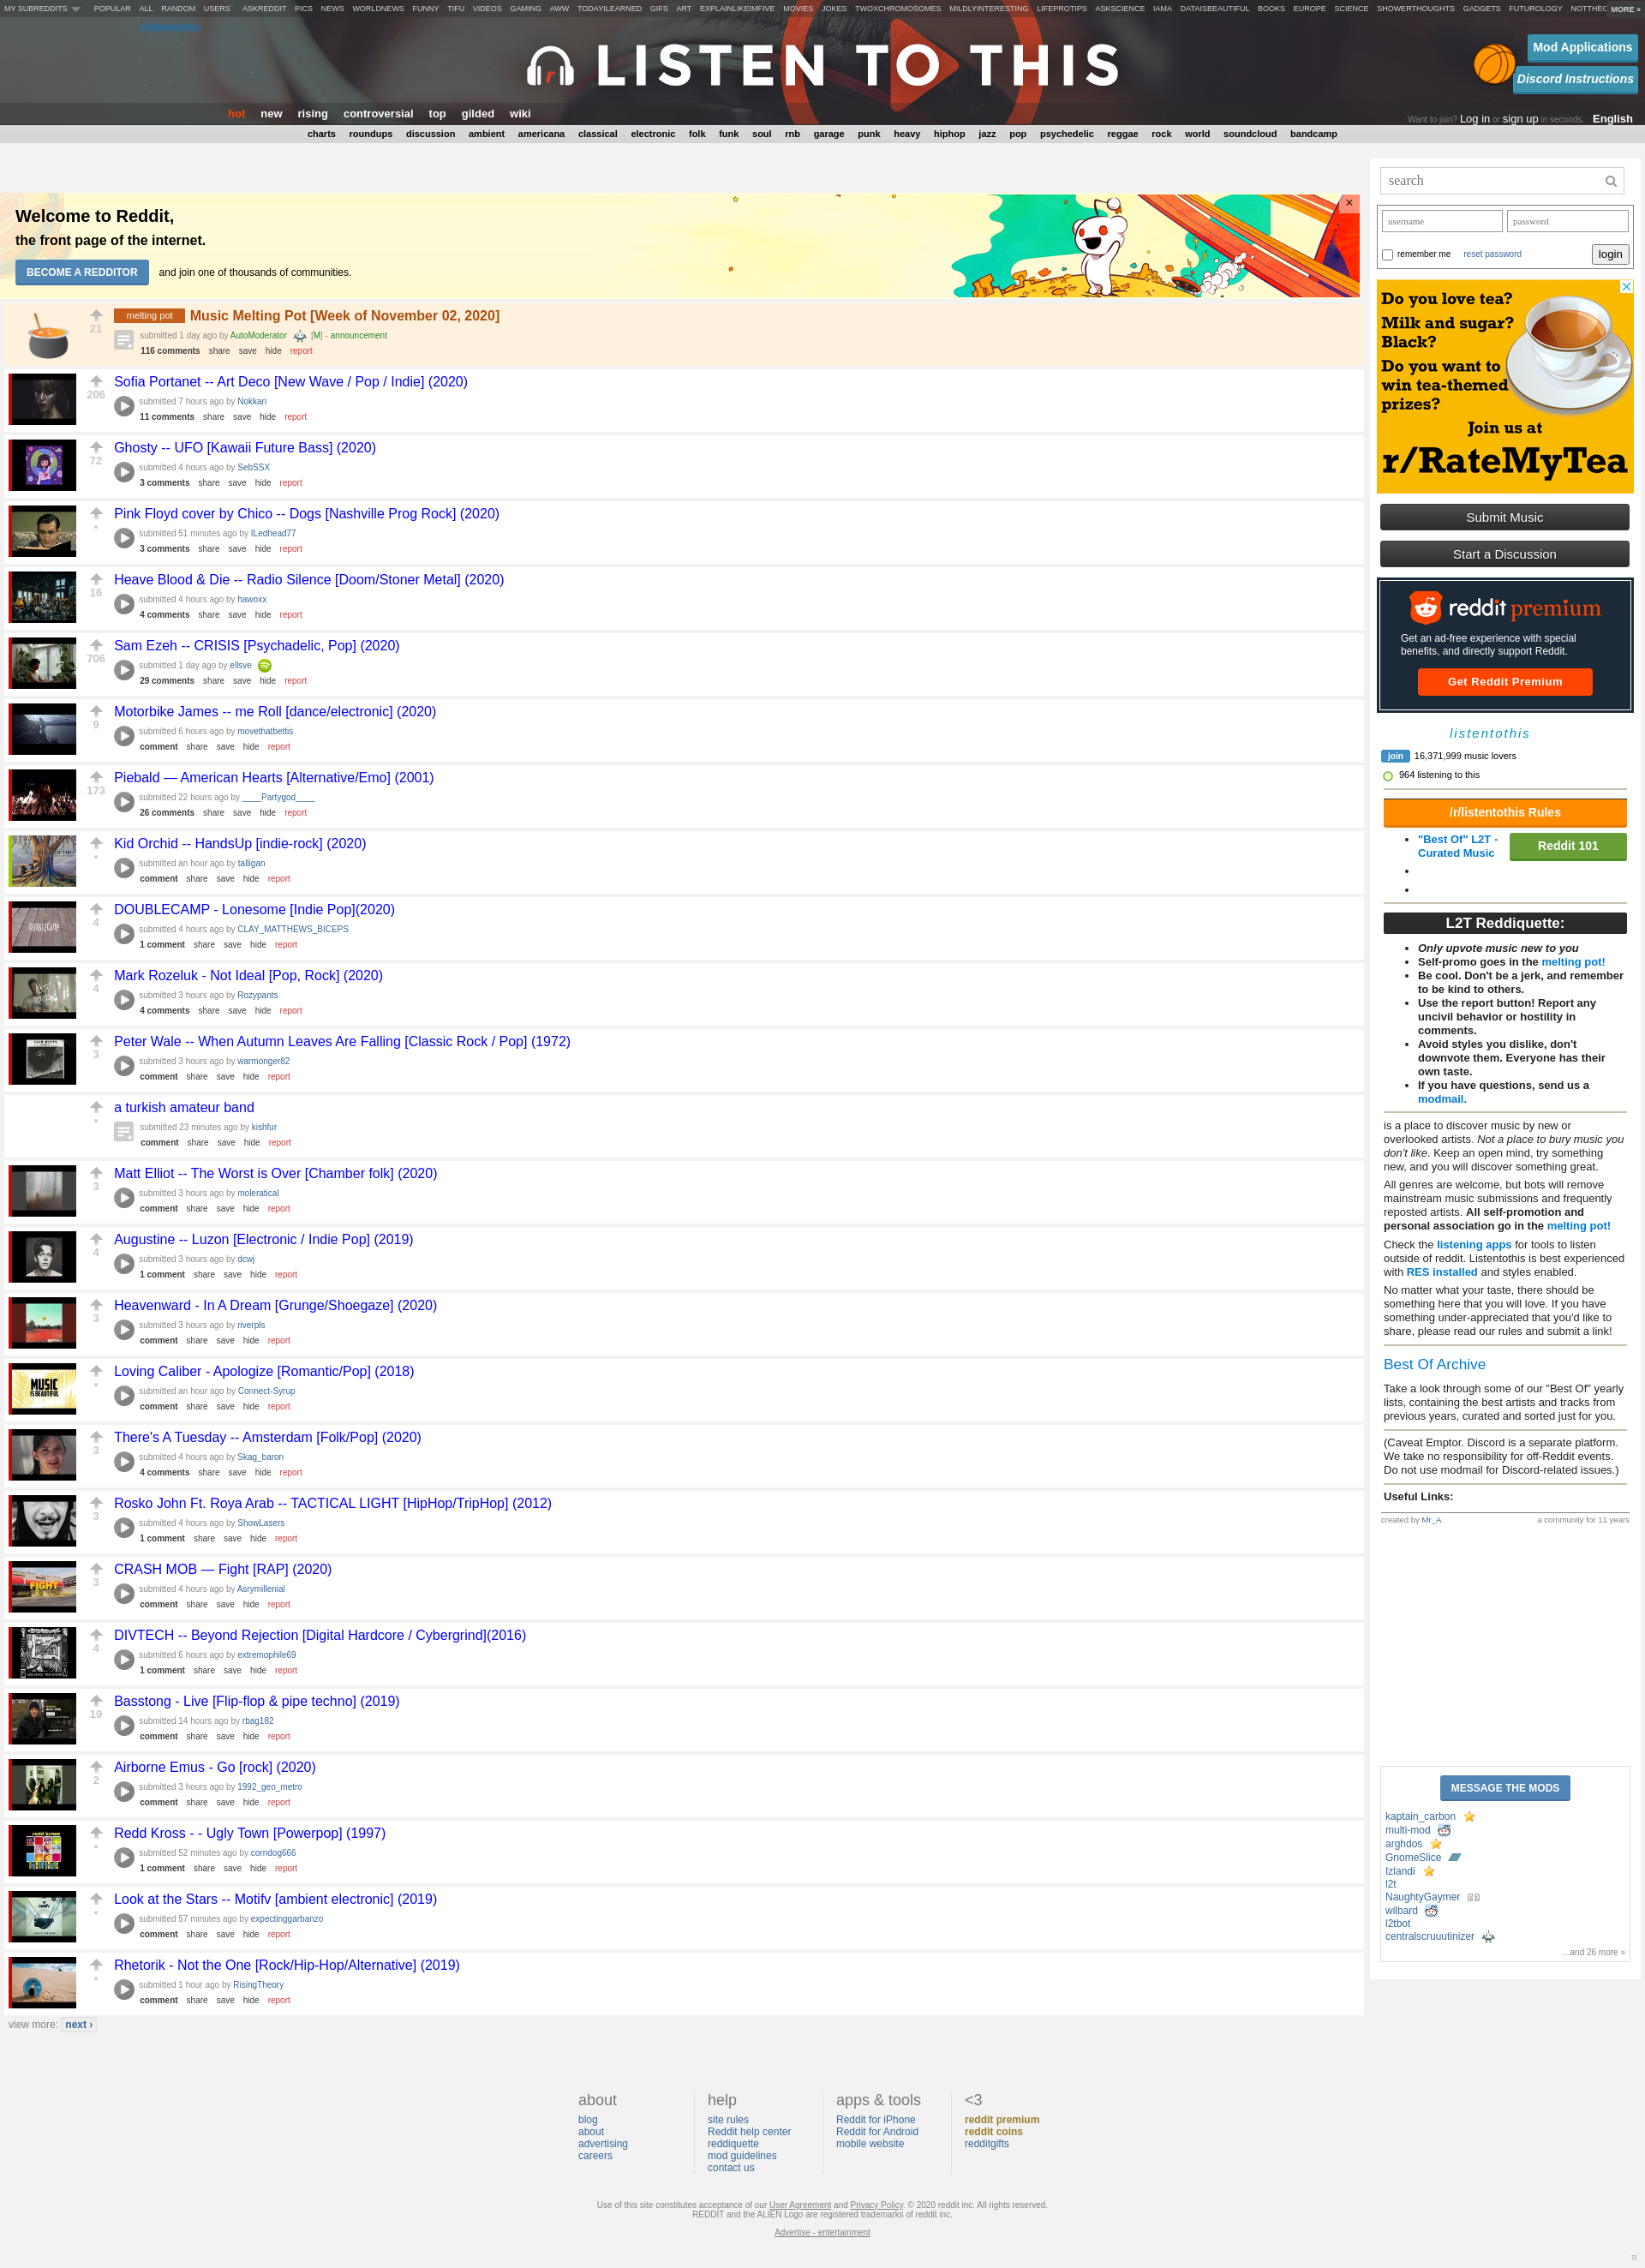 MY SUBREDDITS POPULAR ALL RANDOM USERS ASKREDDIT PICS NEWS WORLDNEWS FUNNY TIFU VIDEOS GAMING AWW TODAYILEARNED GIFS ART EXPLAINLIKEIMFIVE MOVIES JOKES TWOXCHROMOSOMES MILDLYINTERESTING LIFEPROTIPS ASKSCIENCE IAMA DATAISBEAUTIFUL BOOKS EUROPE SCIENCE SHOWERTHOUGHTS GADGETS FUTUROLOGY NOTTHEO MORE »
LISTEN TO THIS
Mod Applications
Discord Instructions
hot new rising controversial top gilded wiki
Want to join? Log in or sign up in seconds. English
charts roundups discussion ambient americana classical electronic folk funk soul rnb garage punk heavy hiphop jazz pop psychedelic reggae rock world soundcloud bandcamp
Welcome to Reddit,
the front page of the internet.
BECOME A REDDITOR and join one of thousands of communities.
×
melting pot Music Melting Pot [Week of November 02, 2020]
21
submitted 1 day ago by AutoModerator [M] - announcement
116 comments share save hide report
Sofia Portanet -- Art Deco [New Wave / Pop / Indie] (2020)
206
submitted 7 hours ago by Nokkari
11 comments share save hide report
Ghosty -- UFO [Kawaii Future Bass] (2020)
72
submitted 4 hours ago by SebSSX
3 comments share save hide report
Pink Floyd cover by Chico -- Dogs [Nashville Prog Rock] (2020)
•
submitted 51 minutes ago by ILedhead77
3 comments share save hide report
Heave Blood & Die -- Radio Silence [Doom/Stoner Metal] (2020)
16
submitted 4 hours ago by hawoxx
4 comments share save hide report
Sam Ezeh -- CRISIS [Psychadelic, Pop] (2020)
706
submitted 1 day ago by ellsve
29 comments share save hide report
Motorbike James -- me Roll [dance/electronic] (2020)
9
submitted 6 hours ago by movethatbettis
comment share save hide report
Piebald — American Hearts [Alternative/Emo] (2001)
173
submitted 22 hours ago by ____Partygod____
26 comments share save hide report
Kid Orchid -- HandsUp [indie-rock] (2020)
•
submitted an hour ago by talligan
comment share save hide report
DOUBLECAMP - Lonesome [Indie Pop](2020)
4
submitted 4 hours ago by CLAY_MATTHEWS_BICEPS
1 comment share save hide report
Mark Rozeluk - Not Ideal [Pop, Rock] (2020)
4
submitted 3 hours ago by Rozypants
4 comments share save hide report
Peter Wale -- When Autumn Leaves Are Falling [Classic Rock / Pop] (1972)
3
submitted 3 hours ago by warmonger82
comment share save hide report
a turkish amateur band
•
submitted 23 minutes ago by kishfur
comment share save hide report
Matt Elliot -- The Worst is Over [Chamber folk] (2020)
3
submitted 3 hours ago by moleratical
comment share save hide report
Augustine -- Luzon [Electronic / Indie Pop] (2019)
4
submitted 3 hours ago by dcwj
1 comment share save hide report
Heavenward - In A Dream [Grunge/Shoegaze] (2020)
3
submitted 3 hours ago by riverpls
comment share save hide report
Loving Caliber - Apologize [Romantic/Pop] (2018)
•
MUSIC
IS BEAUTIFUL
submitted an hour ago by Connect-Syrup
comment share save hide report
There's A Tuesday -- Amsterdam [Folk/Pop] (2020)
3
submitted 4 hours ago by Skag_baron
4 comments share save hide report
Rosko John Ft. Roya Arab -- TACTICAL LIGHT [HipHop/TripHop] (2012)
3
submitted 4 hours ago by ShowLasers
1 comment share save hide report
CRASH MOB — Fight [RAP] (2020)
3
FIGHT
submitted 4 hours ago by Asrymillenial
comment share save hide report
DIVTECH -- Beyond Rejection [Digital Hardcore / Cybergrind](2016)
4
submitted 6 hours ago by extremophile69
1 comment share save hide report
Basstong - Live [Flip-flop & pipe techno] (2019)
19
submitted 14 hours ago by rbag182
comment share save hide report
Airborne Emus - Go [rock] (2020)
2
submitted 3 hours ago by 1992_geo_metro
comment share save hide report
Redd Kross - - Ugly Town [Powerpop] (1997)
•
submitted 52 minutes ago by corndog666
1 comment share save hide report
Look at the Stars -- Motifv [ambient electronic] (2019)
•
submitted 57 minutes ago by expectinggarbanzo
comment share save hide report
Rhetorik - Not the One [Rock/Hip-Hop/Alternative] (2019)
•
submitted 1 hour ago by RisingTheory
comment share save hide report
view more: next ›
search
username password
remember me reset password login
Do you love tea?
Milk and sugar?
Black?
Do you want to
win tea-themed
prizes?
Join us at
r/RateMyTea
Submit Music
Start a Discussion
reddit premium
Get an ad-free experience with special
benefits, and directly support Reddit.
Get Reddit Premium
listentothis
join 16,371,999 music lovers
964 listening to this
/r/listentothis Rules
"Best Of" L2T -
Curated Music
Reddit 101
L2T Reddiquette:
Only upvote music new to you
Self-promo goes in the melting pot!
Be cool. Don't be a jerk, and remember
to be kind to others.
Use the report button! Report any
uncivil behavior or hostility in
comments.
Avoid styles you dislike, don't
downvote them. Everyone has their
own taste.
If you have questions, send us a
modmail.
is a place to discover music by new or
overlooked artists. Not a place to bury music you
don't like. Keep an open mind, try something
new, and you will discover something great.
All genres are welcome, but bots will remove
mainstream music submissions and frequently
reposted artists. All self-promotion and
personal association go in the melting pot!
Check the listening apps for tools to listen
outside of reddit. Listentothis is best experienced
with RES installed and styles enabled.
No matter what your taste, there should be
something here that you will love. If you have
something under-appreciated that you'd like to
share, please read our rules and submit a link!
Best Of Archive
Take a look through some of our "Best Of" yearly
lists, containing the best artists and tracks from
previous years, curated and sorted just for you.
(Caveat Emptor. Discord is a separate platform.
We take no responsibility for off-Reddit events.
Do not use modmail for Discord-related issues.)
Useful Links:
created by Mr_A a community for 11 years
MESSAGE THE MODS
kaptain_carbon
multi-mod
arghdos
GnomeSlice
Izlandi
l2t
NaughtyGaymer
wilbard
l2tbot
centralscruuutinizer
...and 26 more »
about
blog
about
advertising
careers
help
site rules
Reddit help center
reddiquette
mod guidelines
contact us
apps & tools
Reddit for iPhone
Reddit for Android
mobile website
<3
reddit premium
reddit coins
redditgifts
Use of this site constitutes acceptance of our User Agreement and Privacy Policy. © 2020 reddit inc. All rights reserved.
REDDIT and the ALIEN Logo are registered trademarks of reddit inc.
Advertise - entertainment
π